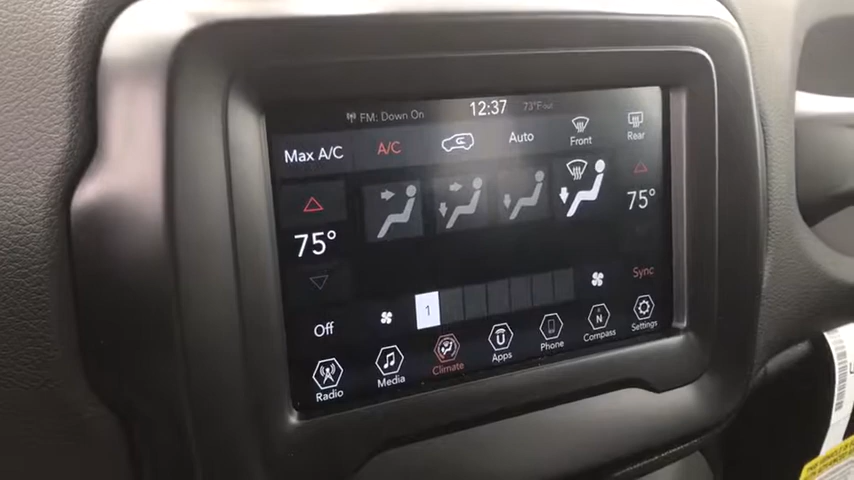 FM: Down On 12:37 73°F out
Max A/C A/C Auto Front Rear
75° 75°
Sync
1
Off
Radio Media Climate Apps Phone Compass Settings
N